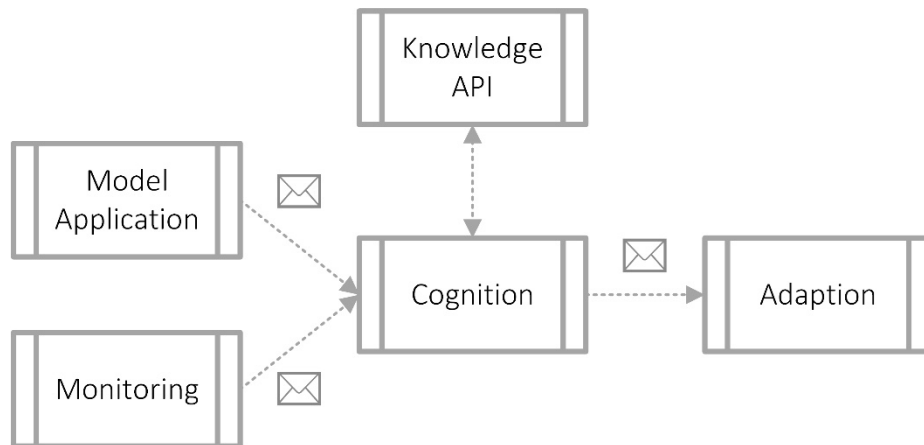 Knowledge
API
Model
Application
Cognition
Adaption
Monitoring